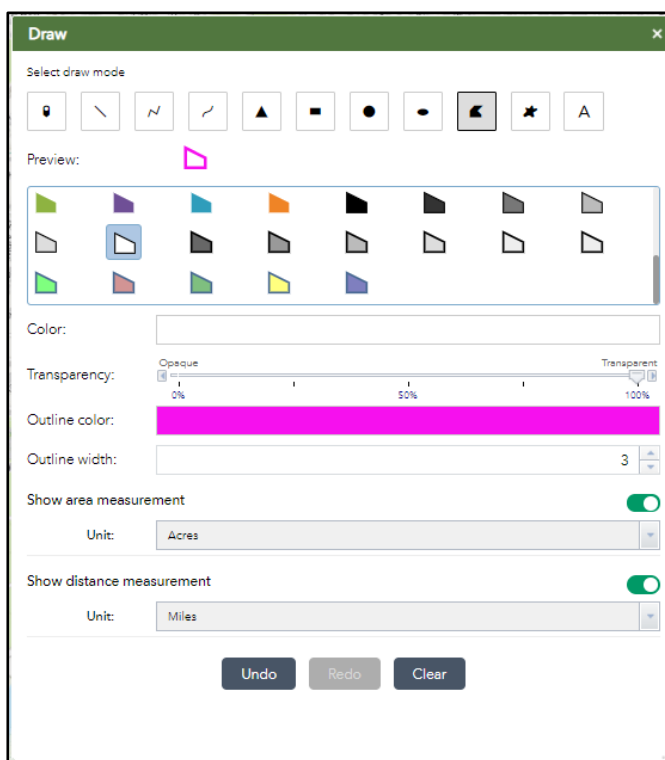 Draw ×
Select draw mode
A
Preview:
Color:
Opaque Transparent
Transparency:
0% 50% 100%
Outline color:
Outline width: 3
Show area measurement
Unit: Acres
Show distance measurement
Unit: Miles
Undo Redo Clear